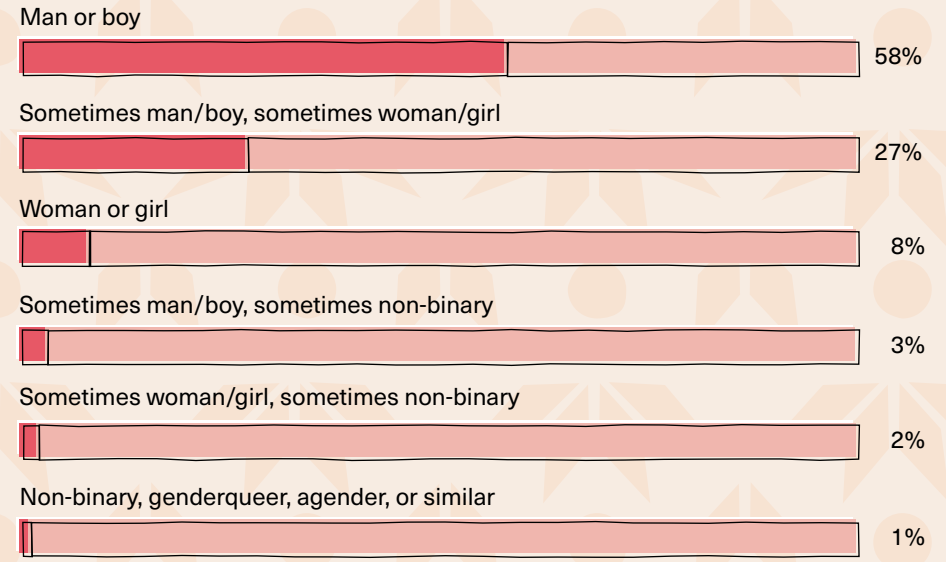 Man or boy
58%
Sometimes man/boy, sometimes woman/girl
27%
Woman or girl
8%
Sometimes man/boy, sometimes non-binary
3%
Sometimes woman/girl, sometimes non-binary
2%
Non-binary, genderqueer, agender, or similar
1%